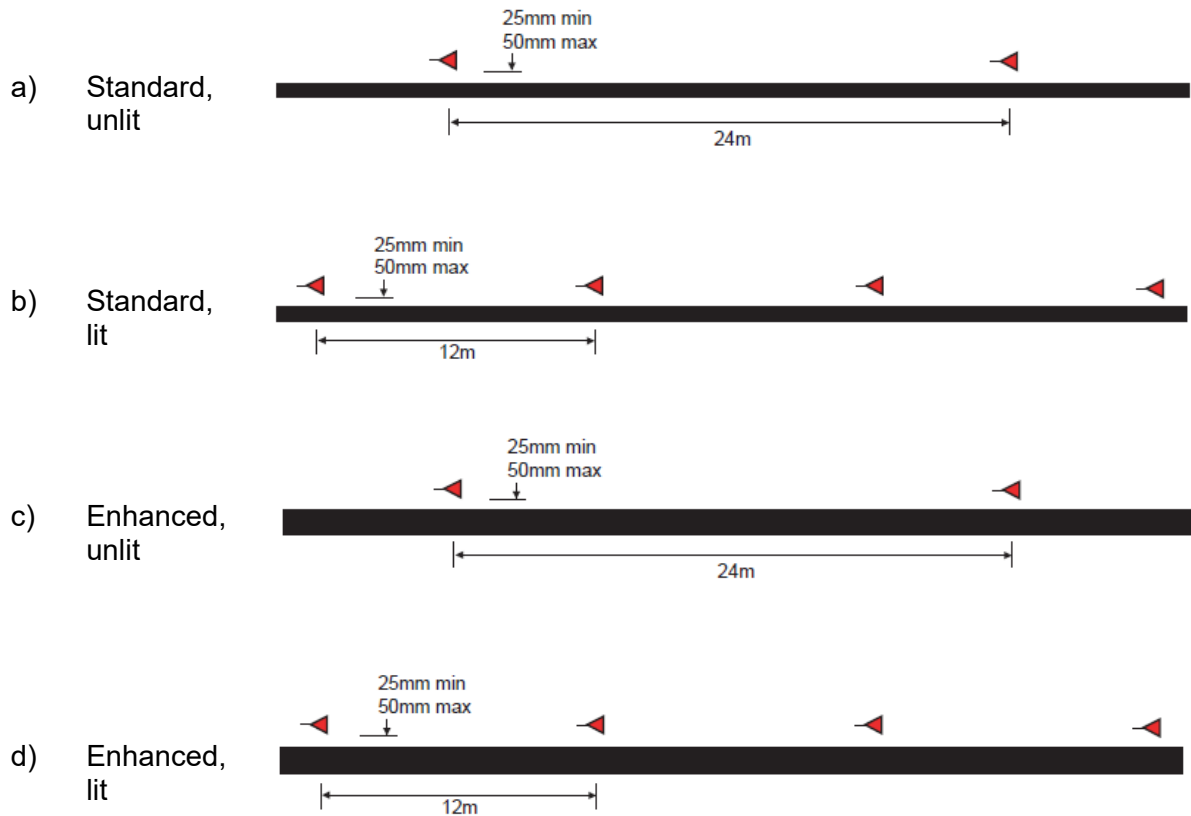 25mm min
50mm max
a) Standard,
unlit
24m
25mm min
50mm max
b) Standard,
lit
12m
25mm min
50mm max
c) Enhanced,
unlit
24m
25mm min
50mm max
d) Enhanced,
lit
12m